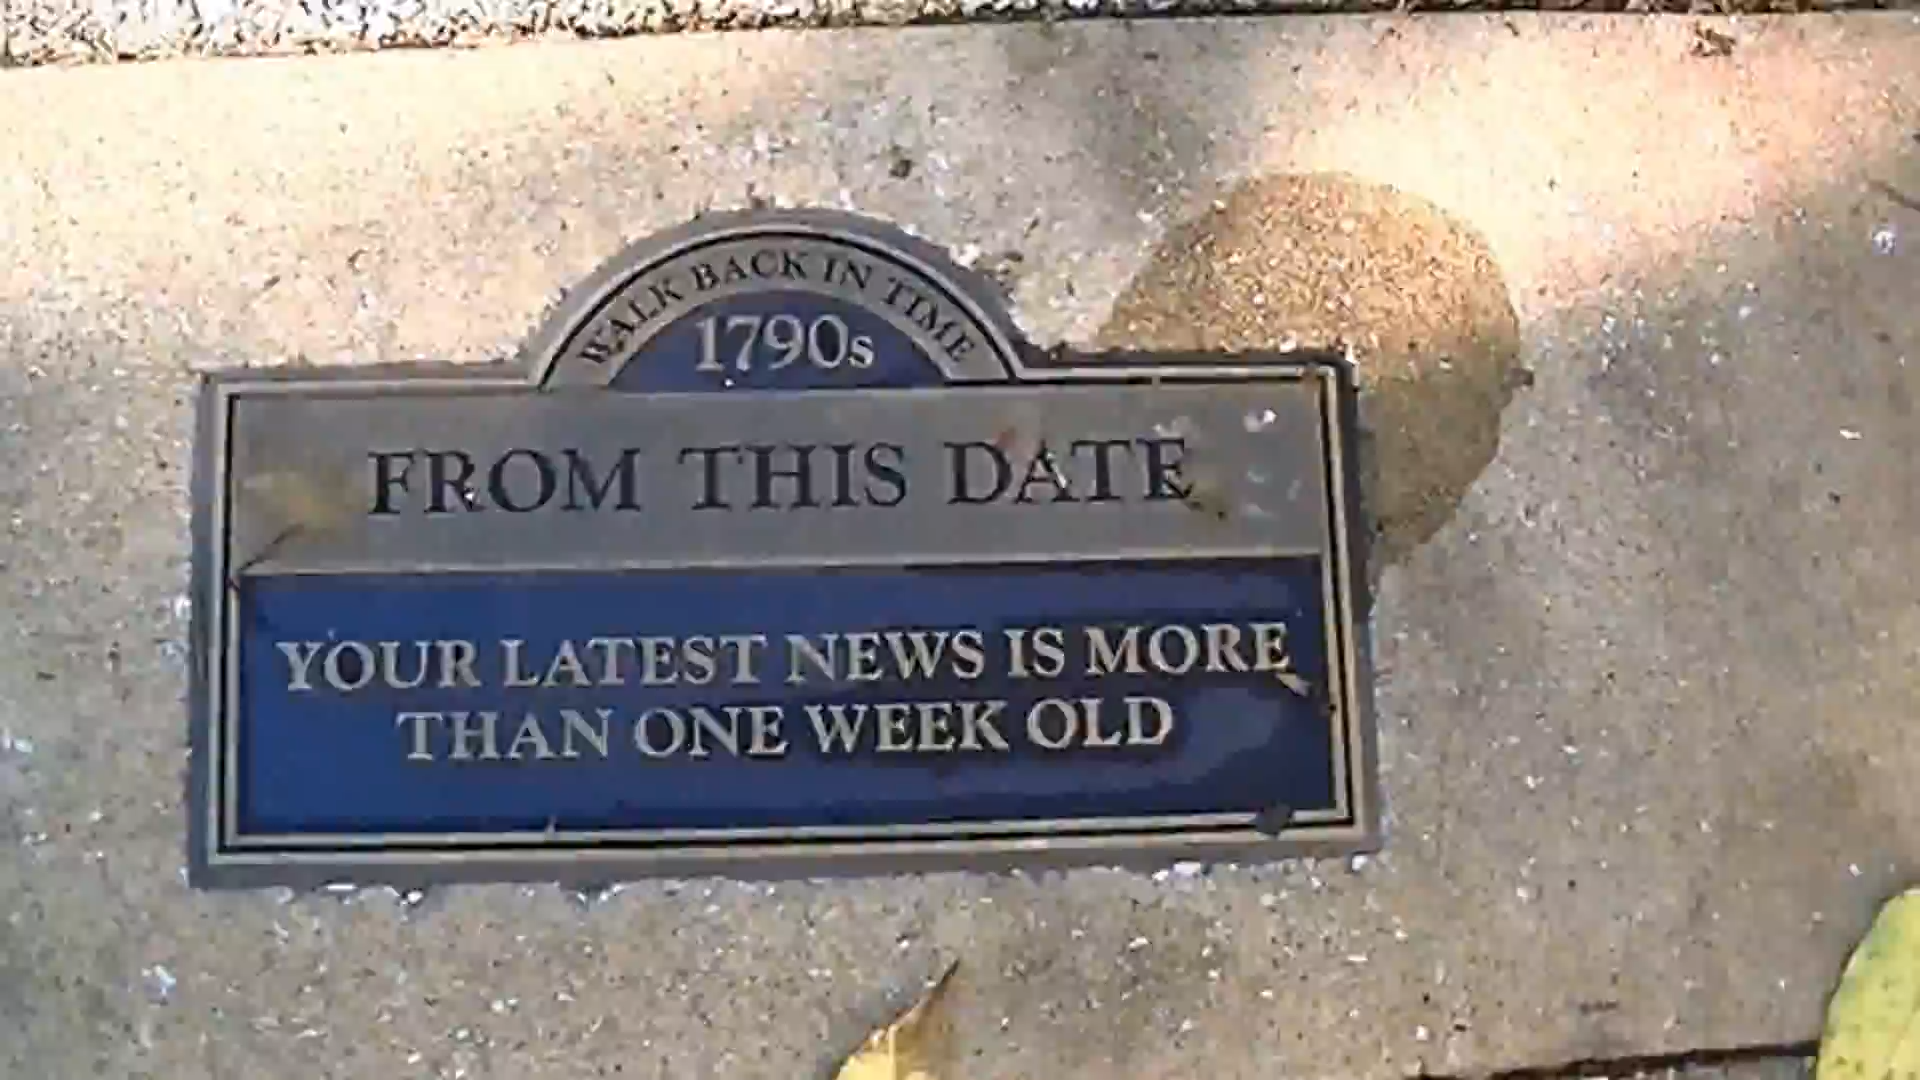 WALK BACK IN TIME
1790s
FROM THIS DATE
YOUR LATEST NEWS IS MORE
THAN ONE WEEK OLD